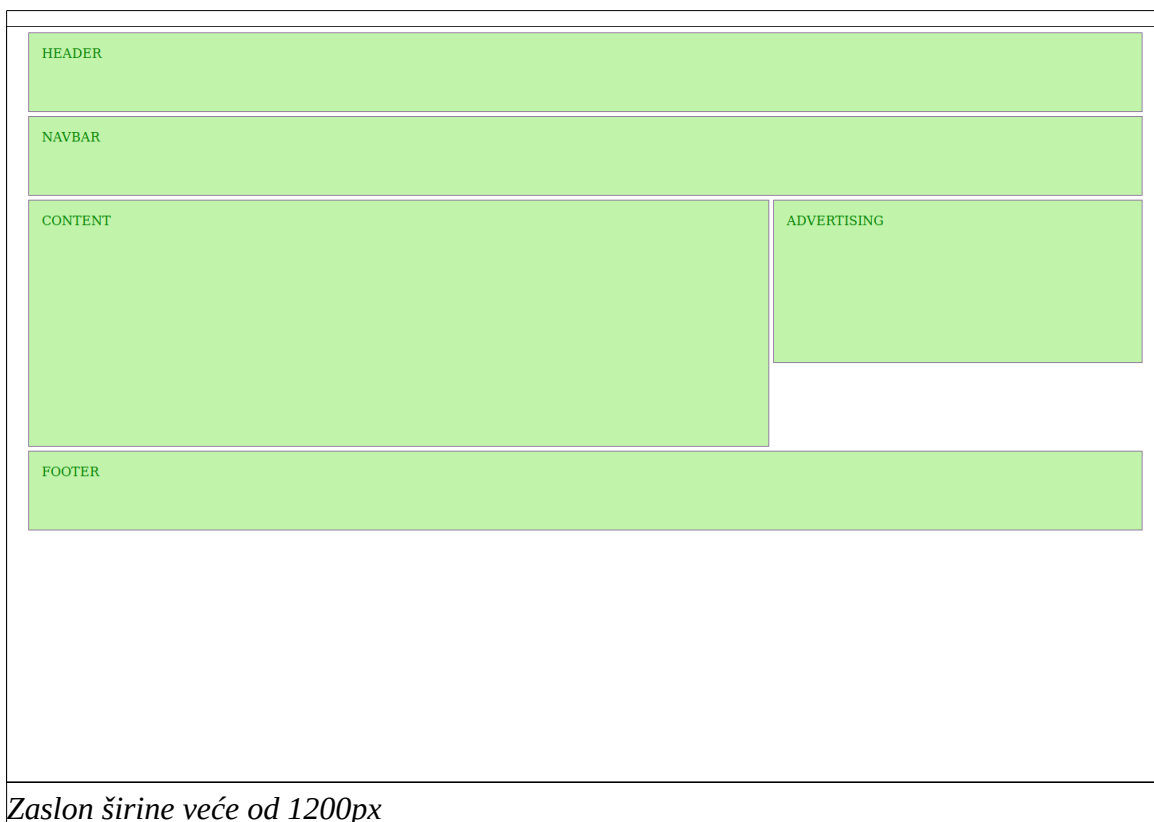 HEADER
NAVBAR
CONTENT
ADVERTISING
FOOTER
Zaslon širine veće od 1200px